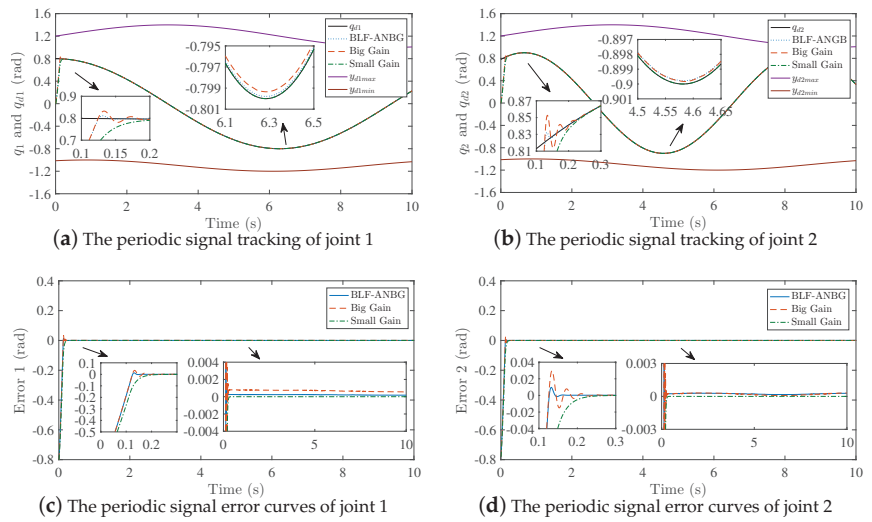 1.6
1.2
0.8
0.4
0
-0.4
-0.8
-1.2
-1.6
q1 and qd1 (rad)
0 2 4 6 8 10
Time (s)
-0.795
-0.797
-0.799
-0.801
6.1 6.3 6.5
0.9
0.8
0.7
0.1 0.15 0.2
qd1
BLF-ANBG
Big Gain
Small Gain
yd1max
yd1min
(a) The periodic signal tracking of joint 1
1.6
1.2
0.8
0.4
0
-0.4
-0.8
-1.2
-1.6
q2 and qd2 (rad)
0 2 4 6 8 10
Time (s)
-0.897
-0.898
-0.899
-0.9
-0.901
4.5 4.55 4.6 4.65
0.87
0.85
0.83
0.81
0.1 0.2 0.3
qd2
BLF-ANGB
Big Gain
Small Gain
yd2max
yd2min
(b) The periodic signal tracking of joint 2
0.4
0.2
0
-0.2
-0.4
-0.6
-0.8
Error 1 (rad)
0 2 4 6 8 10
Time (s)
0.1
0
-0.1
-0.2
-0.3
-0.4
-0.5
0.1 0.2
0.004
0.002
0.000
-0.002
-0.004
0 5 10
BLF-ANBG
Big Gain
Small Gain
(c) The periodic signal error curves of joint 1
0.4
0.2
0
-0.2
-0.4
-0.6
-0.8
Error 2 (rad)
0 2 4 6 8 10
Time (s)
0.04
0.02
0.00
-0.02
-0.04
0.1 0.2 0.3
0.003
0.000
-0.003
0 5 10
BLF-ANBG
Big Gain
Small Gain
(d) The periodic signal error curves of joint 2